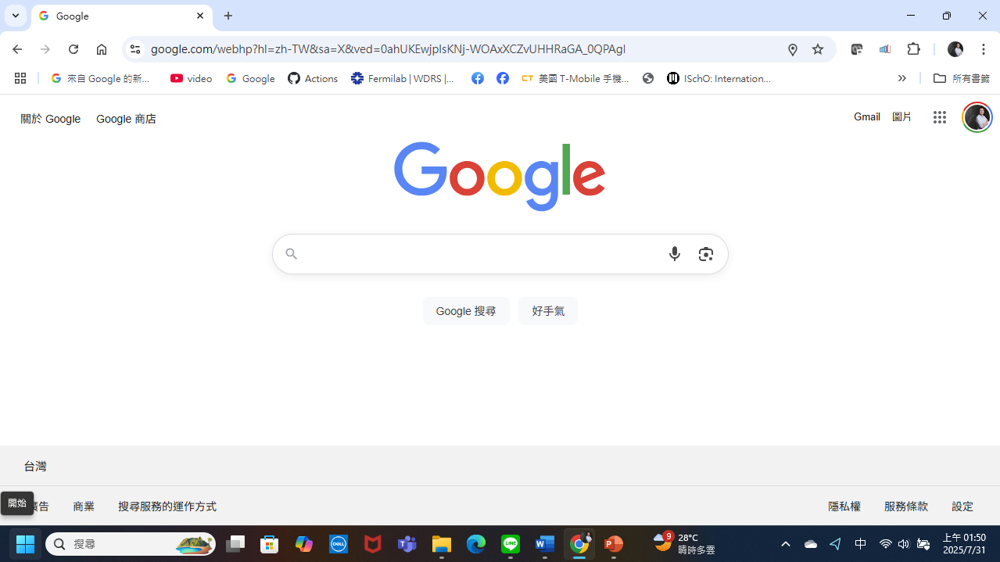 Google
google.com/webhp?hl=zh-TW&sa=X&ved=0ahUKEwjpIsKNj-WOAxXCZvUHHRaGA_0QPAgI
來自 Google 的新... video Google Actions Fermilab | WDRS |... CT 美國 T-Mobile 手機... ISchO: Internation... 所有書籤
關於 Google Google 商店 Gmail 圖片
Google
Google 搜尋 好手氣
台灣
開始 廣告 商業 搜尋服務的運作方式 隱私權 服務條款 設定
搜尋 DELL LINE W P 9 28°C 晴時多雲 中 上午 01:50
2025/7/31